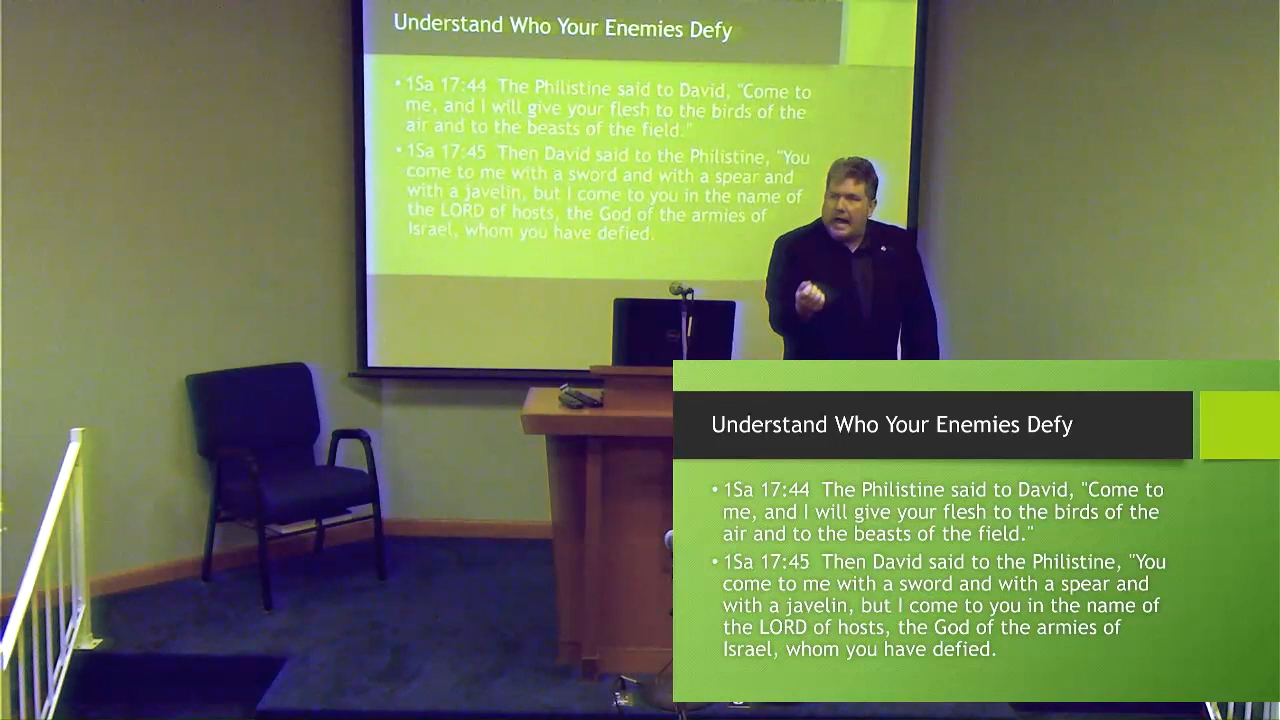 Understand Who Your Enemies Defy
• 1Sa 17:44 The Philistine said to David, "Come to
me, and I will give your flesh to the birds of the
air and to the beasts of the field."
• 1Sa 17:45 Then David said to the Philistine, "You
come to me with a sword and with a spear and
with a javelin, but I come to you in the name of
the LORD of hosts, the God of the armies of
Israel, whom you have defied.
Understand Who Your Enemies Defy
• 1Sa 17:44 The Philistine said to David, "Come to
me, and I will give your flesh to the birds of the
air and to the beasts of the field."
• 1Sa 17:45 Then David said to the Philistine, "You
come to me with a sword and with a spear and
with a javelin, but I come to you in the name of
the LORD of hosts, the God of the armies of
Israel, whom you have defied.